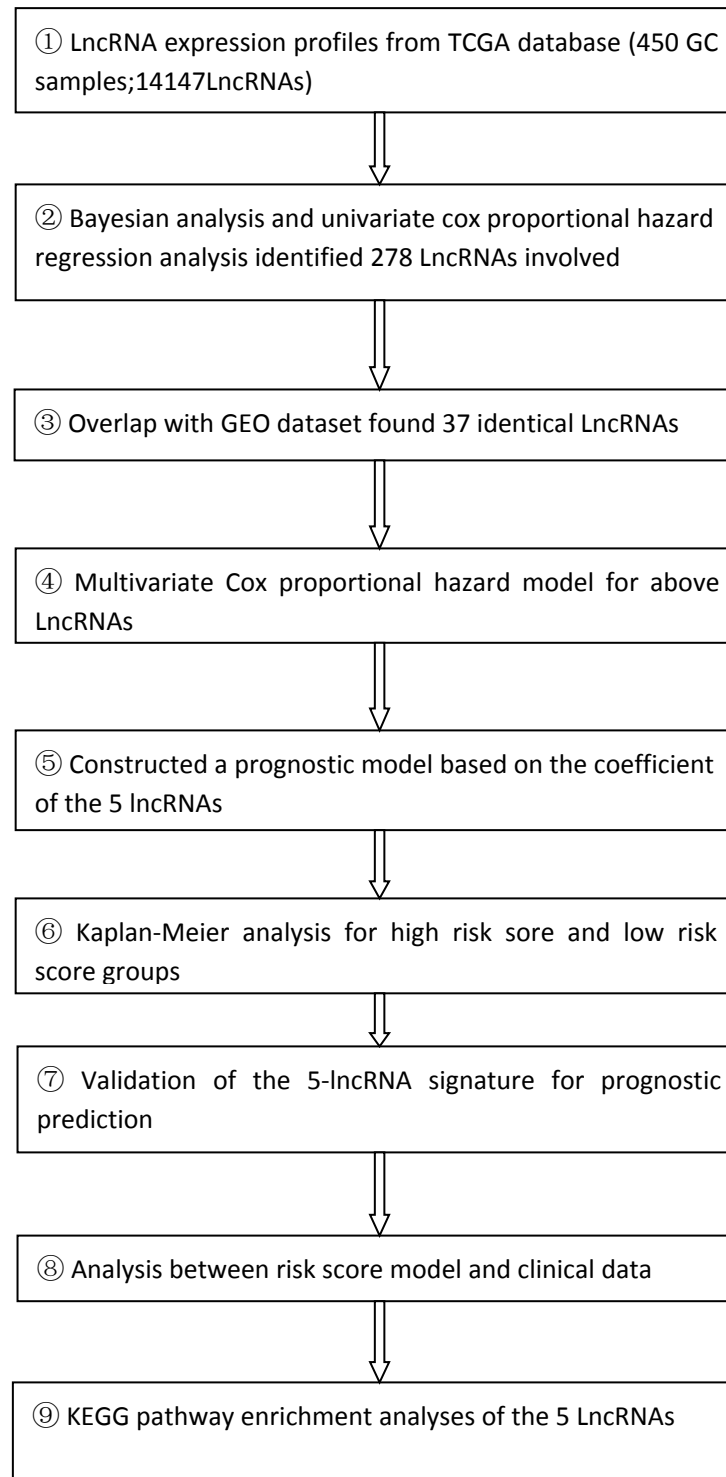 ① LncRNA expression profiles from TCGA database (450 GC
samples;14147LncRNAs)
② Bayesian analysis and univariate cox proportional hazard
regression analysis identified 278 LncRNAs involved
③ Overlap with GEO dataset found 37 identical LncRNAs
④ Multivariate Cox proportional hazard model for above
LncRNAs
⑤ Constructed a prognostic model based on the coefficient
of the 5 lncRNAs
⑥ Kaplan-Meier analysis for high risk sore and low risk
score groups
⑦ Validation of the 5-lncRNA signature for prognostic
prediction
⑧ Analysis between risk score model and clinical data
⑨ KEGG pathway enrichment analyses of the 5 LncRNAs